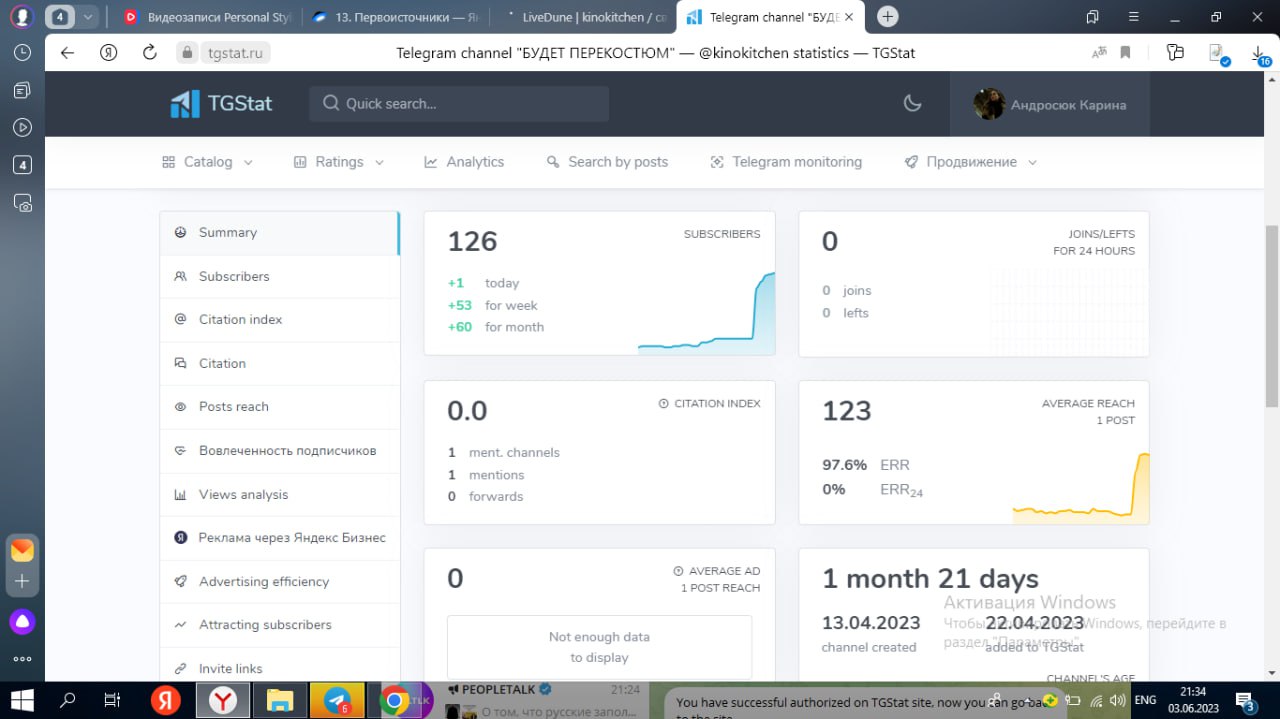 4
Видеозаписи Personal Styl
13. Первоисточники — Ян
LiveDune | kinokitchen / св
Telegram channel "БУДЕ
tgstat.ru
Telegram channel "БУДЕТ ПЕРЕКОСТЮМ" — @kinokitchen statistics — TGStat
16
TGStat
Quick search...
Андросюк Карина
4
Catalog
Ratings
Analytics
Search by posts
Telegram monitoring
Продвижение
Summary
Subscribers
Citation index
Citation
Posts reach
Вовлеченность подписчиков
Views analysis
Реклама через Яндекс Бизнес
Advertising efficiency
Attracting subscribers
Invite links
126
SUBSCRIBERS
+1 today
+53 for week
+60 for month
0
JOINS/LEFTS
FOR 24 HOURS
0 joins
0 lefts
0.0
CITATION INDEX
1 ment. channels
1 mentions
0 forwards
123
AVERAGE REACH
1 POST
97.6% ERR
0% ERR24
0
AVERAGE AD
1 POST REACH
Not enough data
to display
1 month 21 days
13.04.2023
channel created
22.04.2023
added to TGStat
CHANNEL'S AGE
Активация Windows
Чтобы Windows, перейдите в
раздел "Параметры".
6
TLK
PEOPLETALK
21:24
О том, что русские запол...
You have successful authorized on TGStat site, now you can go back
to the site
ENG
21:34
03.06.2023
3